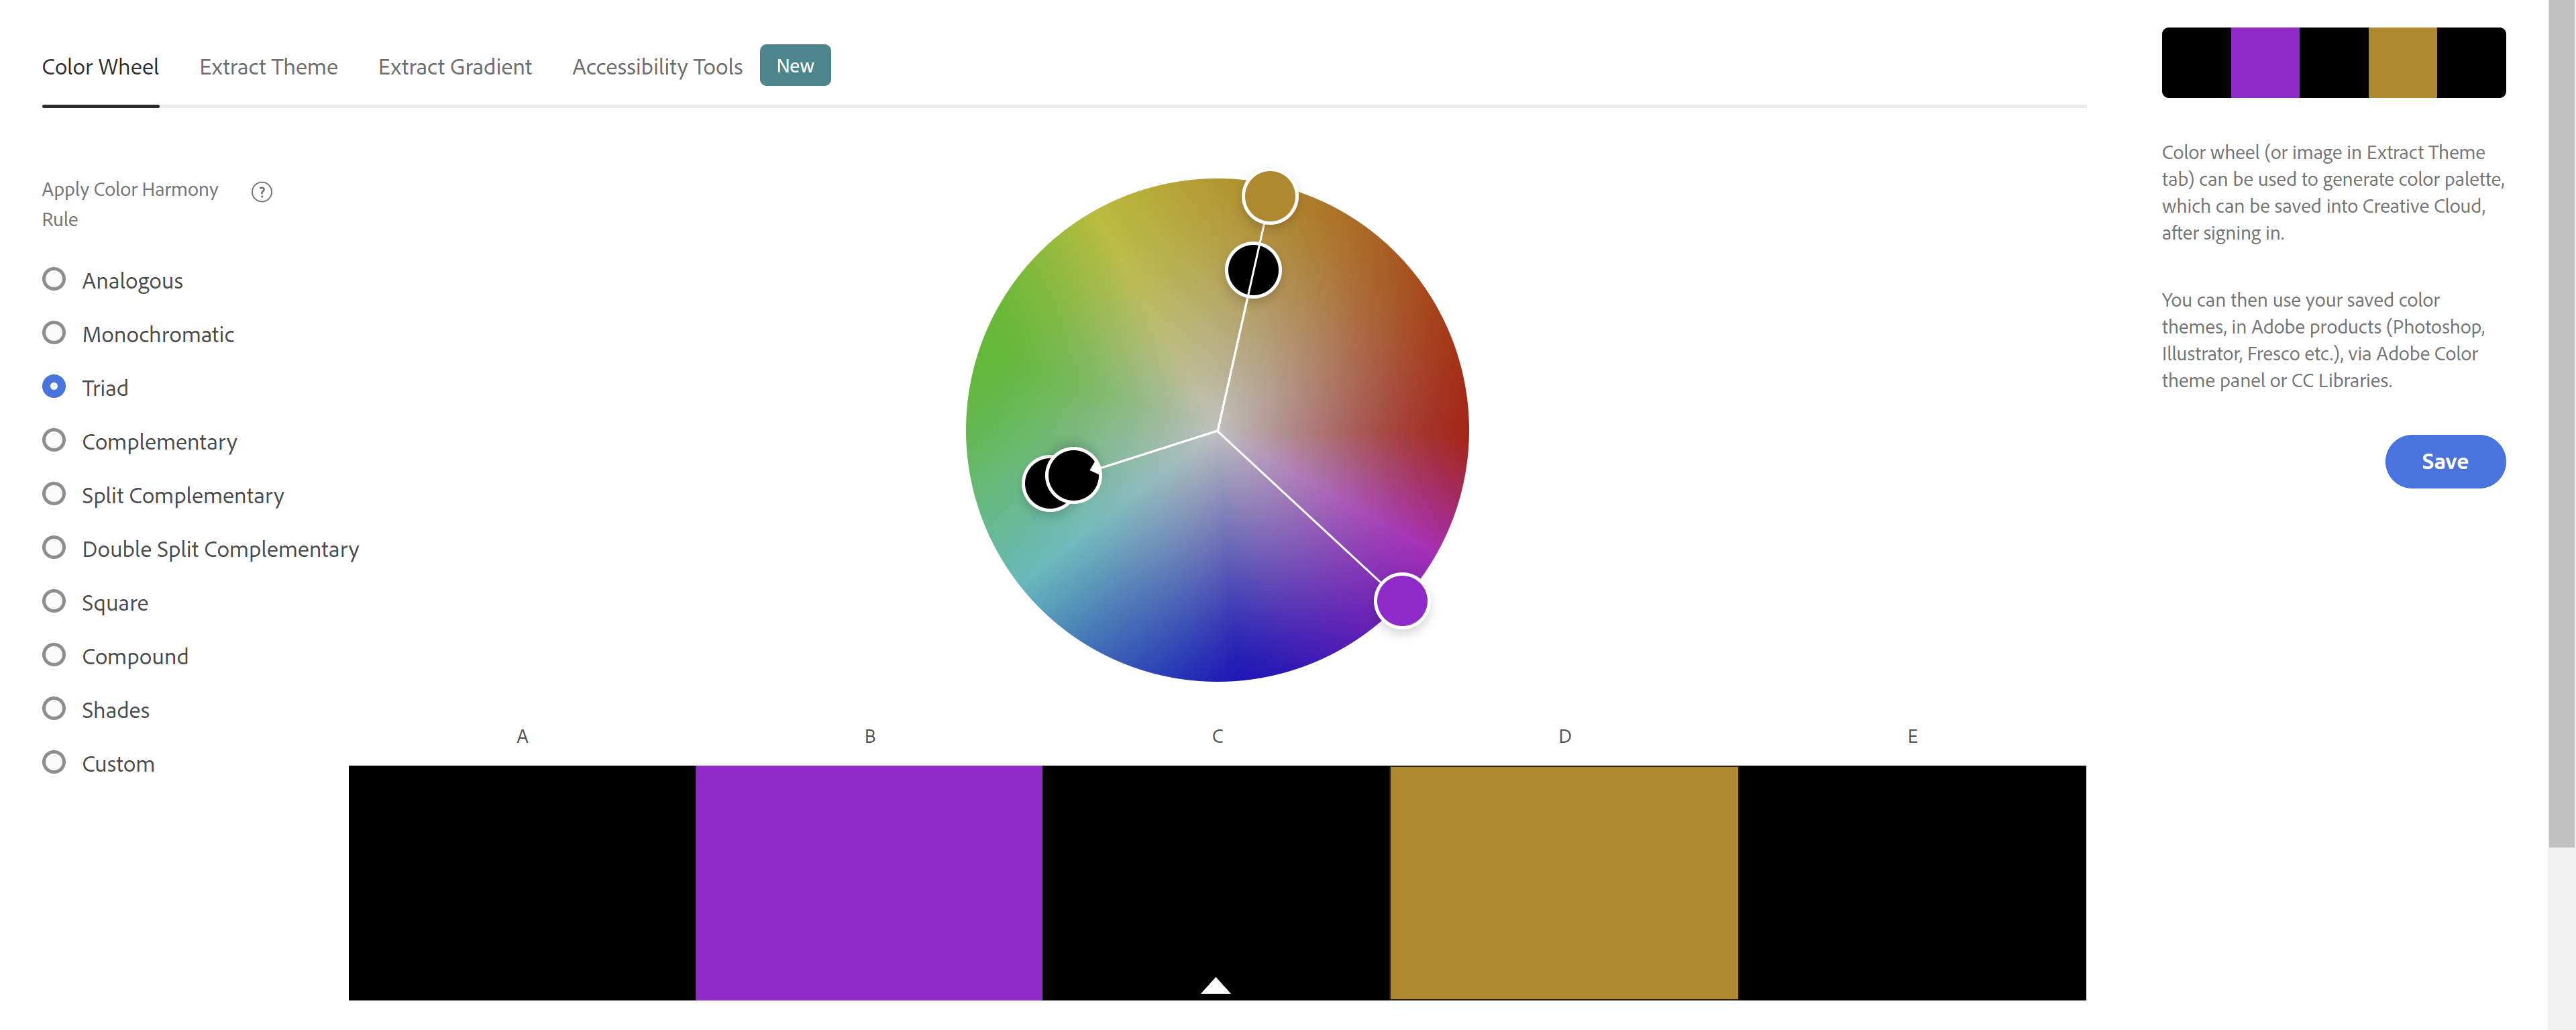 Color Wheel Extract Theme Extract Gradient Accessibility Tools New
Apply Color Harmony ?
Rule
Analogous
Monochromatic
Triad
Complementary
Split Complementary
Double Split Complementary
Square
Compound
Shades
Custom
A B C D E
Color wheel (or image in Extract Theme
tab) can be used to generate color palette,
which can be saved into Creative Cloud,
after signing in.
You can then use your saved color
themes, in Adobe products (Photoshop,
Illustrator, Fresco etc.), via Adobe Color
theme panel or CC Libraries.
Save